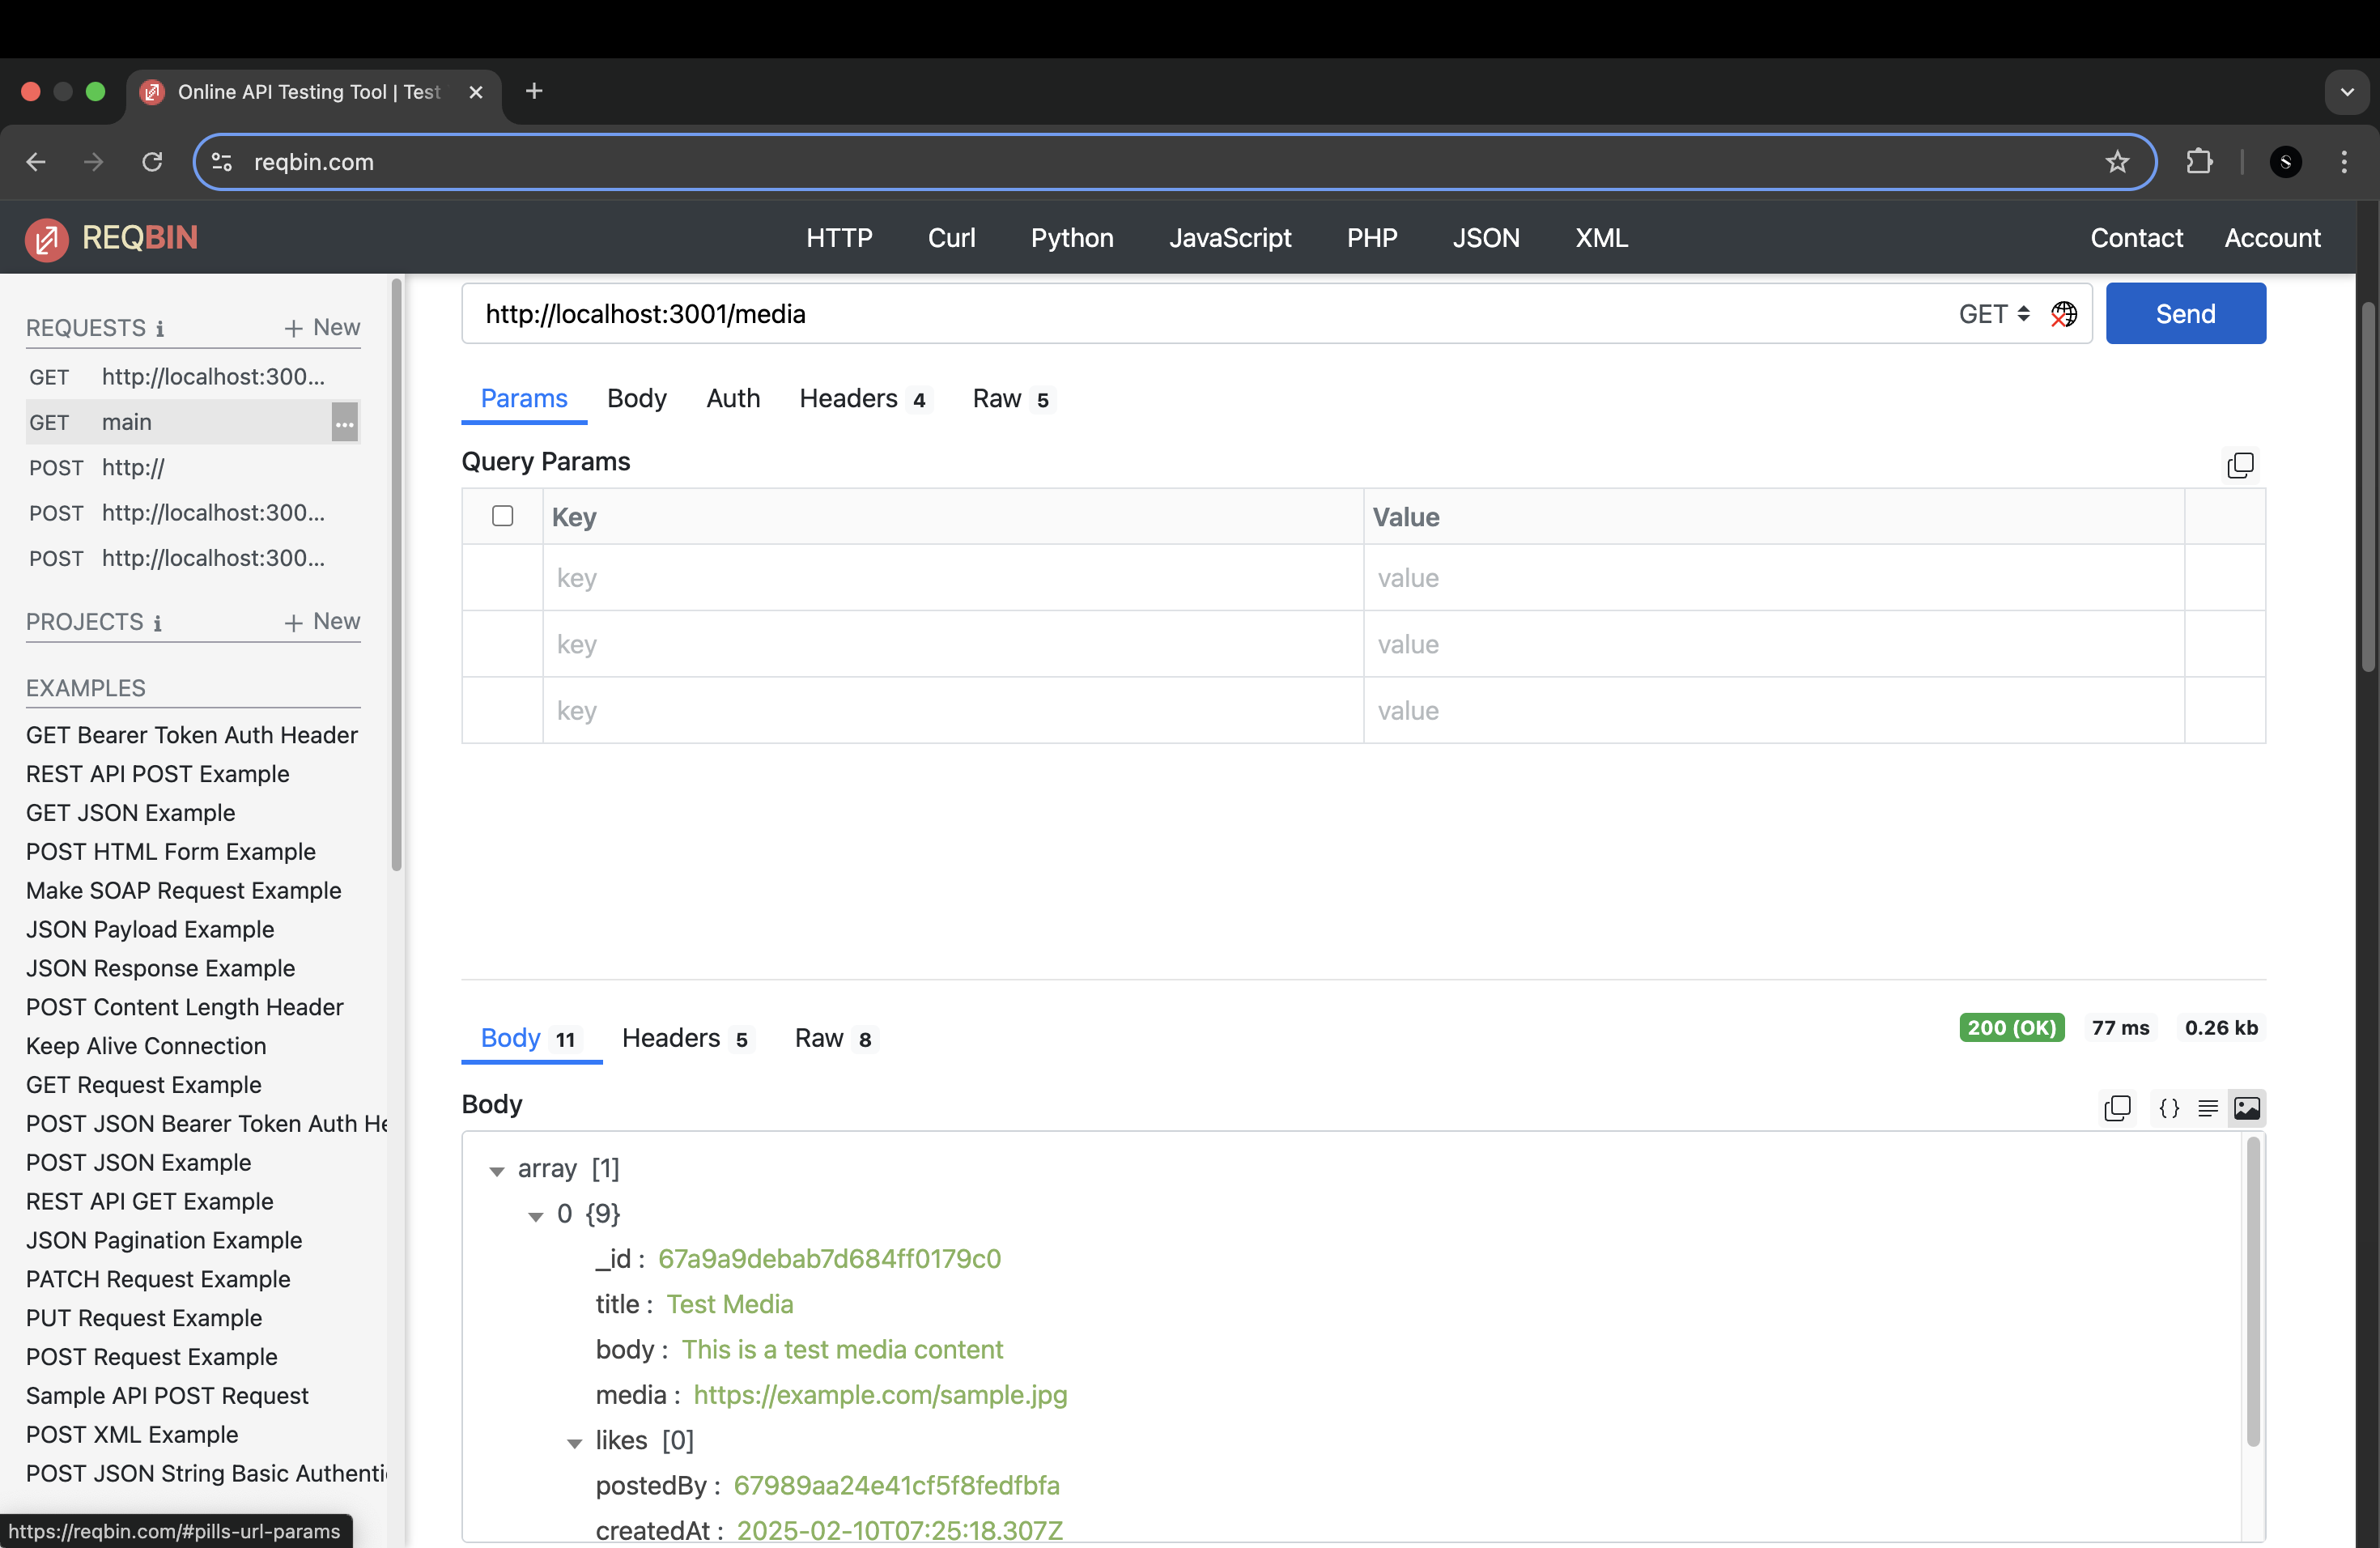 Online API Testing Tool | Test
reqbin.com
S
REQBIN
HTTP Curl Python JavaScript PHP JSON XML
Contact Account
REQUESTS i + New
GET http://localhost:300...
GET main ...
POST http://
POST http://localhost:300...
POST http://localhost:300...
PROJECTS i + New
EXAMPLES
GET Bearer Token Auth Header
REST API POST Example
GET JSON Example
POST HTML Form Example
Make SOAP Request Example
JSON Payload Example
JSON Response Example
POST Content Length Header
Keep Alive Connection
GET Request Example
POST JSON Bearer Token Auth He
POST JSON Example
REST API GET Example
JSON Pagination Example
PATCH Request Example
PUT Request Example
POST Request Example
Sample API POST Request
POST XML Example
POST JSON String Basic Authenti
https://reqbin.com/#pills-url-params
http://localhost:3001/media GET Send
Params Body Auth Headers 4 Raw 5
Query Params
Key Value
key value
key value
key value
Body 11 Headers 5 Raw 8
200 (OK) 77 ms 0.26 kb
Body
{}
array [1]
0 {9}
_id : 67a9a9debab7d684ff0179c0
title : Test Media
body : This is a test media content
media : https://example.com/sample.jpg
likes [0]
postedBy : 67989aa24e41cf5f8fedfbfa
createdAt : 2025-02-10T07:25:18.307Z